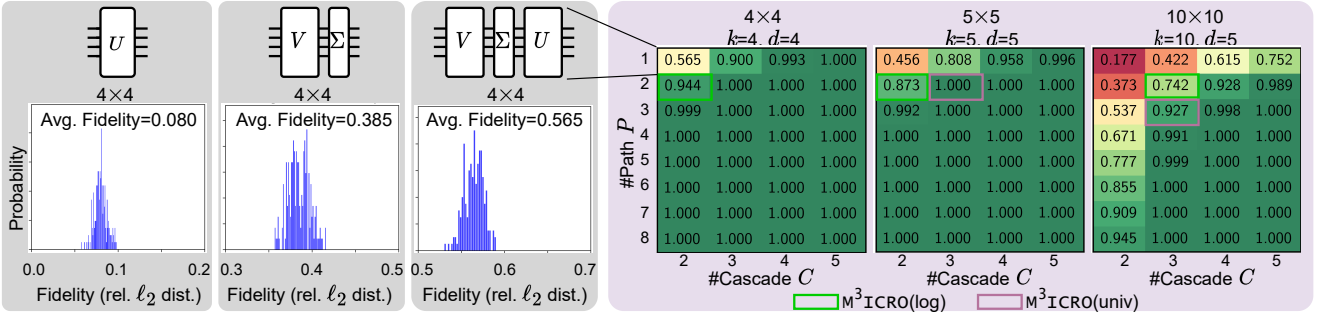 U
4×4
Avg. Fidelity=0.080
Probability
0.0 0.1 0.2
Fidelity (rel. ℓ2 dist.)
V Σ
4×4
Avg. Fidelity=0.385
0.3 0.4 0.5
Fidelity (rel. ℓ2 dist.)
V Σ U
4×4
Avg. Fidelity=0.565
0.5 0.6 0.7
Fidelity (rel. ℓ2 dist.)
#Path P
4×4
k=4, d=4
1 0.565 0.900 0.993 1.000
2 0.944 1.000 1.000 1.000
3 0.999 1.000 1.000 1.000
4 1.000 1.000 1.000 1.000
5 1.000 1.000 1.000 1.000
6 1.000 1.000 1.000 1.000
7 1.000 1.000 1.000 1.000
8 1.000 1.000 1.000 1.000
2 3 4 5
#Cascade C
5×5
k=5, d=5
0.456 0.808 0.958 0.996
0.873 1.000 1.000 1.000
0.992 1.000 1.000 1.000
1.000 1.000 1.000 1.000
1.000 1.000 1.000 1.000
1.000 1.000 1.000 1.000
1.000 1.000 1.000 1.000
1.000 1.000 1.000 1.000
2 3 4 5
#Cascade C
10×10
k=10, d=5
0.177 0.422 0.615 0.752
0.373 0.742 0.928 0.989
0.537 0.927 0.998 1.000
0.671 0.991 1.000 1.000
0.777 0.999 1.000 1.000
0.855 1.000 1.000 1.000
0.909 1.000 1.000 1.000
0.945 1.000 1.000 1.000
2 3 4 5
#Cascade C
M³ICRO(log) M³ICRO(univ)